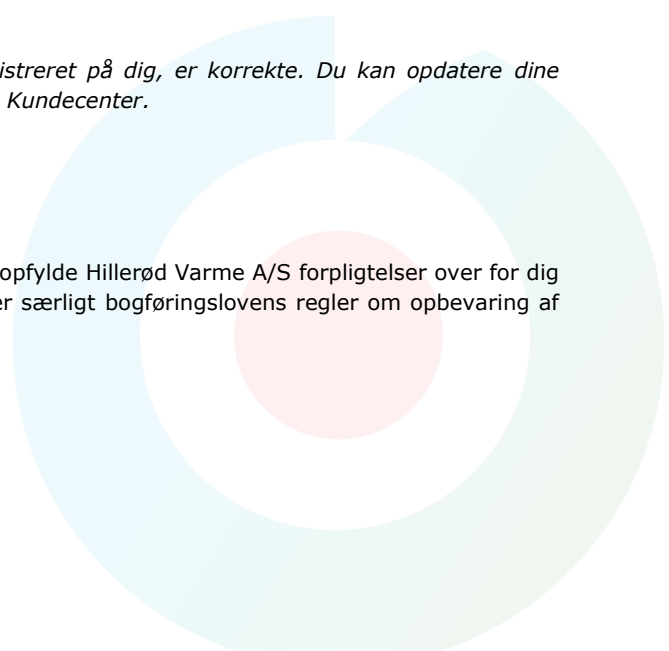 istreret på dig, er korrekte. Du kan opdatere dine
Kundecenter.
opfylde Hillerød Varme A/S forpligtelser over for dig
er særligt bogføringslovens regler om opbevaring af